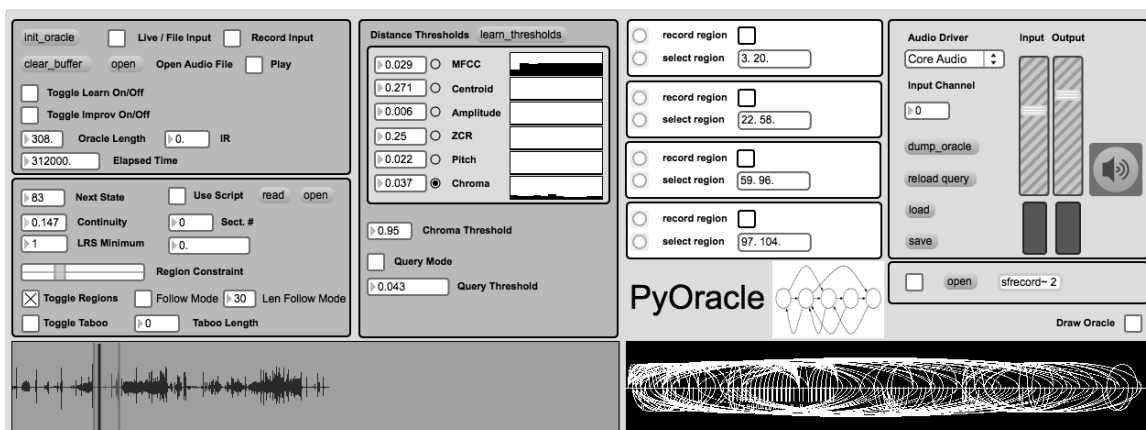 init_oracle Live / File Input Record Input
clear_buffer open Open Audio File Play
Toggle Learn On/Off
Toggle Improv On/Off
308. Oracle Length 0. IR
312000. Elapsed Time
83 Next State Use Script read open
0.147 Continuity 0 Sect. #
1 LRS Minimum 0.
Region Constraint
Toggle Regions Follow Mode 30 Len Follow Mode
Toggle Taboo 0 Taboo Length
Distance Thresholds learn_thresholds
0.029 MFCC
0.271 Centroid
0.006 Amplitude
0.25 ZCR
0.022 Pitch
0.037 Chroma
0.95 Chroma Threshold
Query Mode
0.043 Query Threshold
record region
select region 3. 20.
record region
select region 22. 58.
record region
select region 59. 96.
record region
select region 97. 104.
PyOracle
Audio Driver Input Output
Core Audio
Input Channel
0
dump_oracle
reload query
load
save
open sfrecord~ 2
Draw Oracle